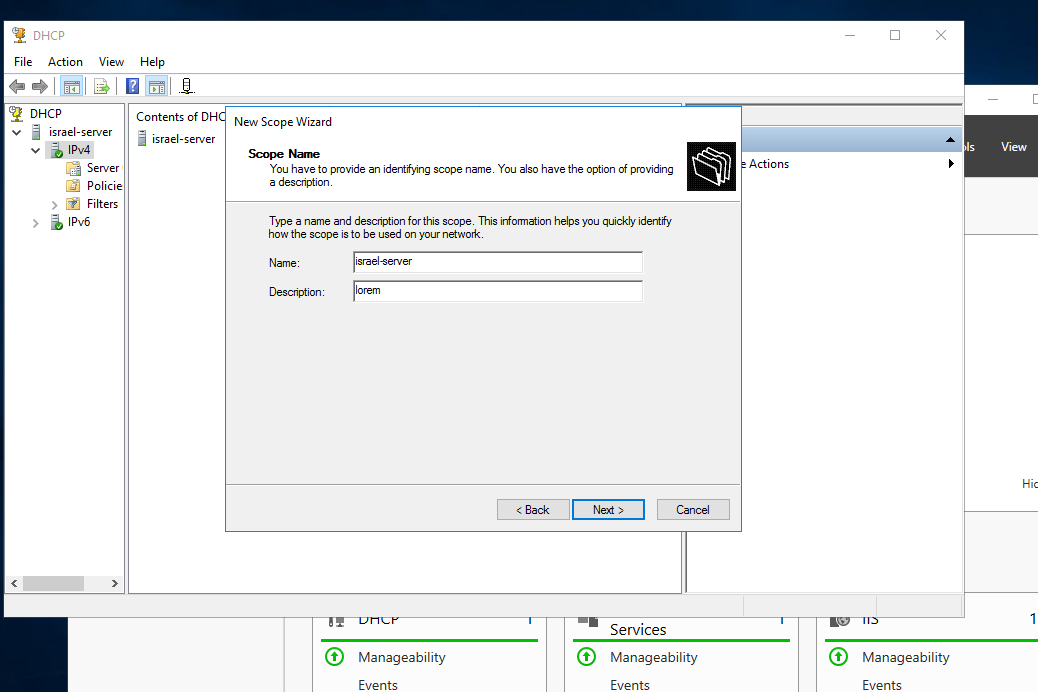 DHCP
File Action View Help
DHCP
israel-server
IPv4
Server
Policie
Filters
IPv6
Contents of DHC
israel-server
New Scope Wizard
Scope Name
You have to provide an identifying scope name. You also have the option of providing
a description.
Type a name and description for this scope. This information helps you quickly identify
how the scope is to be used on your network.
Name: israel-server
Description: lorem
< Back Next > Cancel
e Actions
ols View
Hid
DHCP 1
Services 1
IIS 1
Manageability Manageability Manageability
Events Events Events